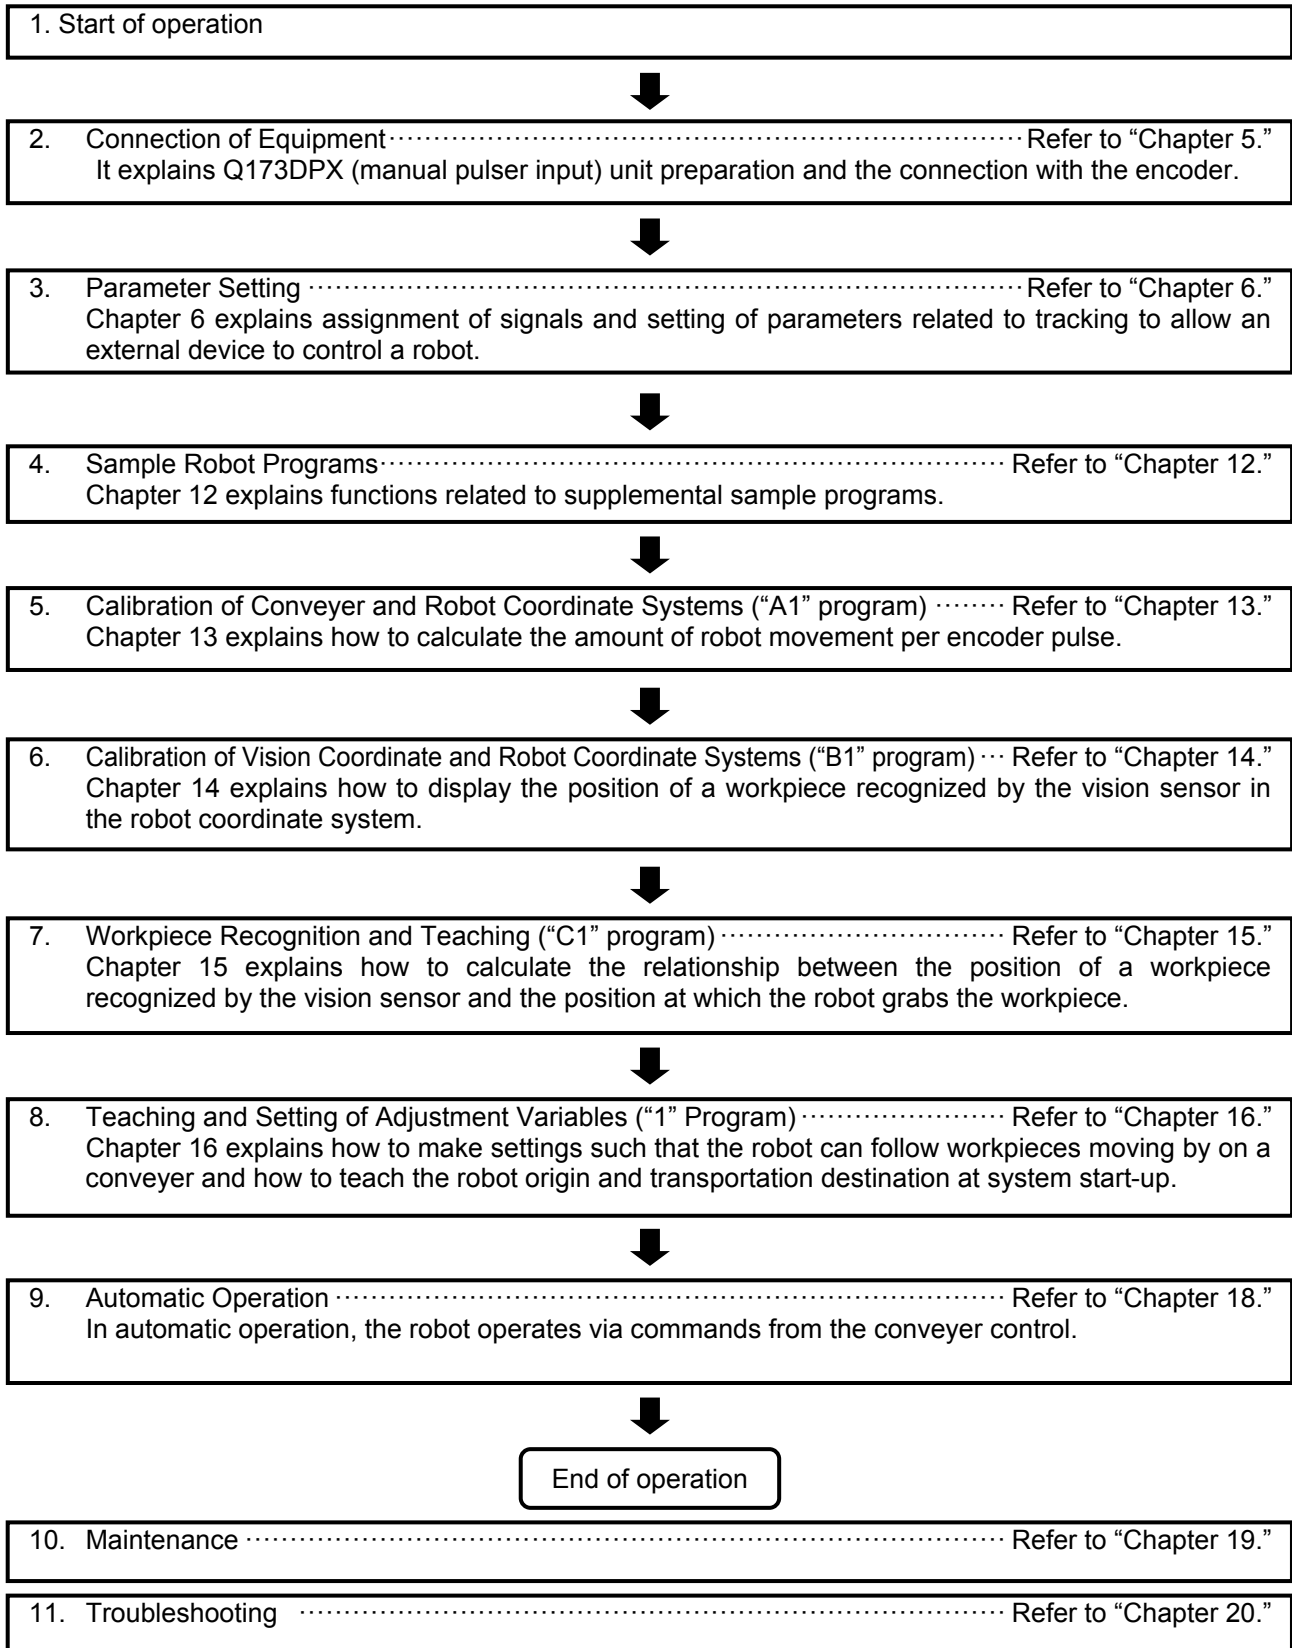 1. Start of operation
2. Connection of Equipment⋯⋯⋯⋯⋯⋯⋯⋯⋯⋯⋯⋯⋯⋯⋯⋯⋯⋯⋯⋯⋯⋯⋯ Refer to “Chapter 5.”
It explains Q173DPX (manual pulser input) unit preparation and the connection with the encoder.
3. Parameter Setting ⋯⋯⋯⋯⋯⋯⋯⋯⋯⋯⋯⋯⋯⋯⋯⋯⋯⋯⋯⋯⋯⋯⋯⋯⋯⋯ Refer to “Chapter 6.”
Chapter 6 explains assignment of signals and setting of parameters related to tracking to allow an
external device to control a robot.
4. Sample Robot Programs⋯⋯⋯⋯⋯⋯⋯⋯⋯⋯⋯⋯⋯⋯⋯⋯⋯⋯⋯⋯⋯⋯⋯ Refer to “Chapter 12.”
Chapter 12 explains functions related to supplemental sample programs.
5. Calibration of Conveyer and Robot Coordinate Systems (“A1” program) ⋯⋯⋯ Refer to “Chapter 13.”
Chapter 13 explains how to calculate the amount of robot movement per encoder pulse.
6. Calibration of Vision Coordinate and Robot Coordinate Systems (“B1” program) ⋯ Refer to “Chapter 14.”
Chapter 14 explains how to display the position of a workpiece recognized by the vision sensor in
the robot coordinate system.
7. Workpiece Recognition and Teaching (“C1” program) ⋯⋯⋯⋯⋯⋯⋯⋯⋯⋯ Refer to “Chapter 15.”
Chapter 15 explains how to calculate the relationship between the position of a workpiece
recognized by the vision sensor and the position at which the robot grabs the workpiece.
8. Teaching and Setting of Adjustment Variables (“1” Program) ⋯⋯⋯⋯⋯⋯⋯ Refer to “Chapter 16.”
Chapter 16 explains how to make settings such that the robot can follow workpieces moving by on a
conveyer and how to teach the robot origin and transportation destination at system start-up.
9. Automatic Operation ⋯⋯⋯⋯⋯⋯⋯⋯⋯⋯⋯⋯⋯⋯⋯⋯⋯⋯⋯⋯⋯⋯⋯⋯ Refer to “Chapter 18.”
In automatic operation, the robot operates via commands from the conveyer control.
End of operation
10. Maintenance ⋯⋯⋯⋯⋯⋯⋯⋯⋯⋯⋯⋯⋯⋯⋯⋯⋯⋯⋯⋯⋯⋯⋯⋯⋯⋯⋯ Refer to “Chapter 19.”
11. Troubleshooting ⋯⋯⋯⋯⋯⋯⋯⋯⋯⋯⋯⋯⋯⋯⋯⋯⋯⋯⋯⋯⋯⋯⋯⋯⋯ Refer to “Chapter 20.”